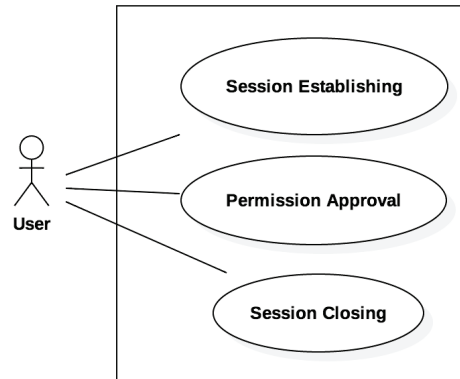 Session Establishing
Permission Approval
User
Session Closing